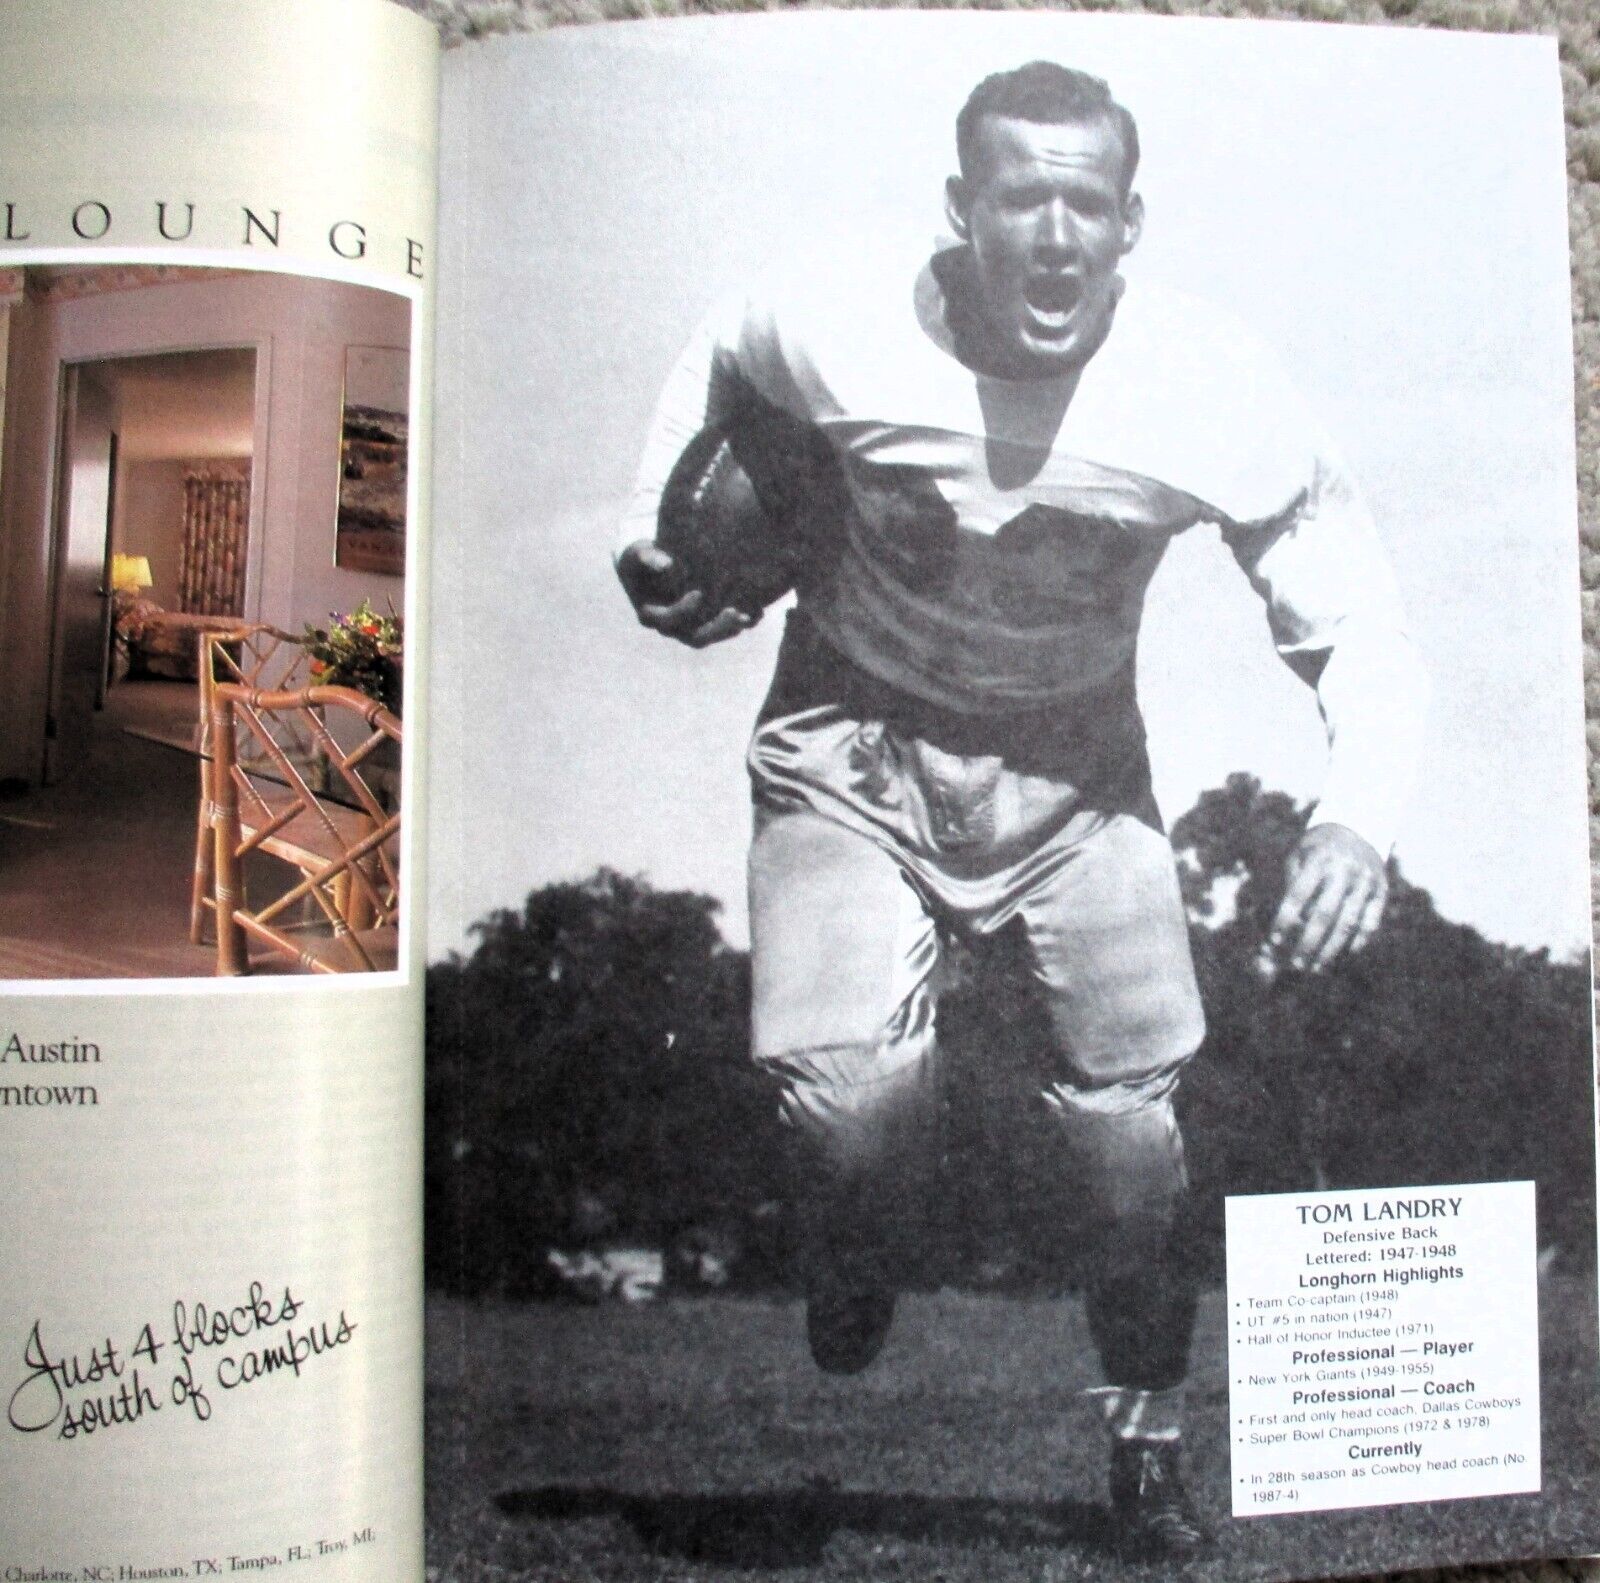 LOUNGE
Austin
ntown
Just 4 blocks
south of campus
Charlotte, NC; Houston, TX; Tampa, FL; Troy, MI;
TOM LANDRY
Defensive Back
Lettered: 1947-1948
Longhorn Highlights
• Team Co-captain (1948)
• UT #5 in nation (1947)
• Hall of Honor Inductee (1971)
Professional — Player
• New York Giants (1949-1955)
Professional — Coach
• First and only head coach, Dallas Cowboys
• Super Bowl Champions (1972 & 1978)
Currently
• In 28th season as Cowboy head coach (No
1987-4)